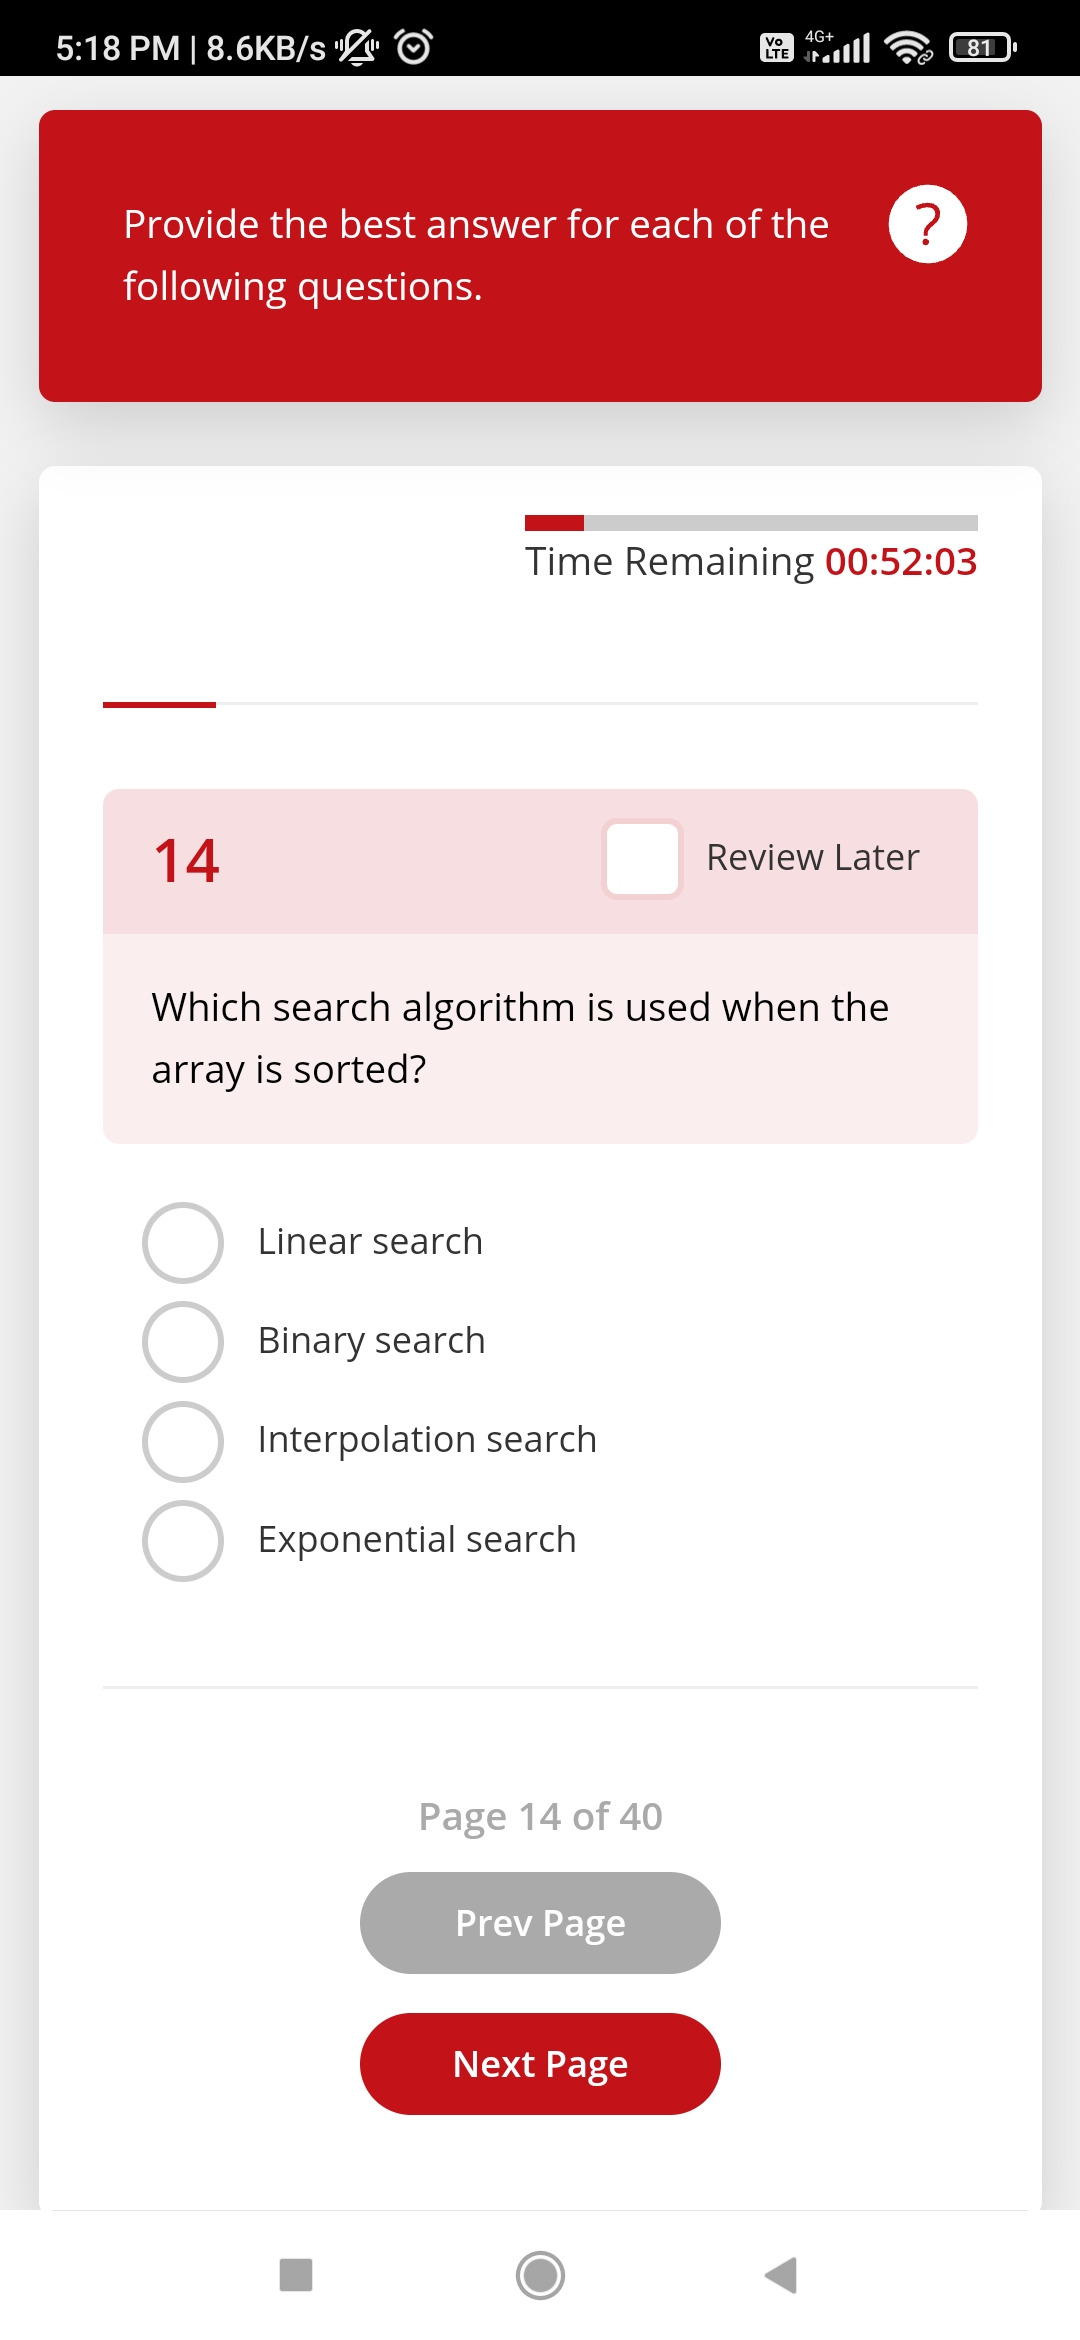 5:18 PM | 8.6KB/s Vo LTE 4G+ 81
Provide the best answer for each of the
following questions.
?
Time Remaining 00:52:03
14 Review Later
Which search algorithm is used when the
array is sorted?
Linear search
Binary search
Interpolation search
Exponential search
Page 14 of 40
Prev Page
Next Page